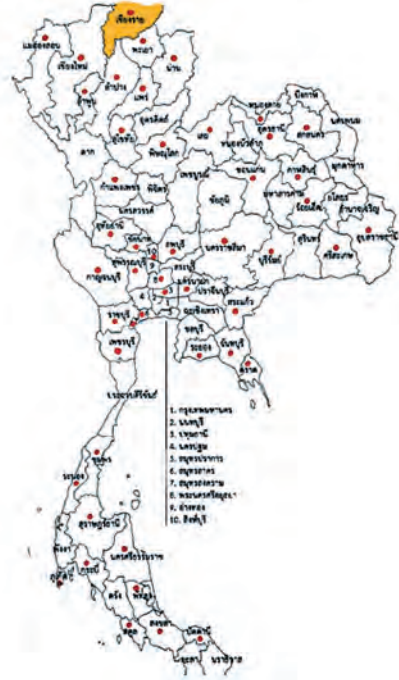 เชียงราย
แม่ฮ่องสอน
เชียงใหม่
พะเยา
น่าน
ลำปาง
ลำพูน
แพร่
อุตรดิตถ์
สุโขทัย
ตาก
พิษณุโลก
เลย
หนองคาย
บึงกาฬ
อุดรธานี
นครพนม
สกลนคร
หนองบัวลำภู
กำแพงเพชร
พิจิตร
เพชรบูรณ์
ขอนแก่น
กาฬสินธุ์
มุกดาหาร
มหาสารคาม
ร้อยเอ็ด
ยโสธร
อำนาจเจริญ
นครสวรรค์
ชัยภูมิ
อุทัยธานี
ชัยนาท
ลพบุรี
นครราชสีมา
บุรีรัมย์
สุรินทร์
ศรีสะเกษ
อุบลราชธานี
สุพรรณบุรี
สระบุรี
กาญจนบุรี
นครนายก
ปราจีนบุรี
สระแก้ว
ราชบุรี
ฉะเชิงเทรา
ชลบุรี
เพชรบุรี
ระยอง
จันทบุรี
ตราด
ประจวบคีรีขันธ์
1. กรุงเทพมหานคร
2. นนทบุรี
3. ปทุมธานี
4. นครปฐม
5. สมุทรปราการ
6. สมุทรสาคร
7. สมุทรสงคราม
8. พระนครศรีอยุธยา
9. อ่างทอง
10. สิงห์บุรี
ชุมพร
ระนอง
สุราษฎร์ธานี
พังงา
นครศรีธรรมราช
ภูเก็ต
กระบี่
ตรัง
พัทลุง
สตูล
สงขลา
ปัตตานี
ยะลา
นราธิวาส